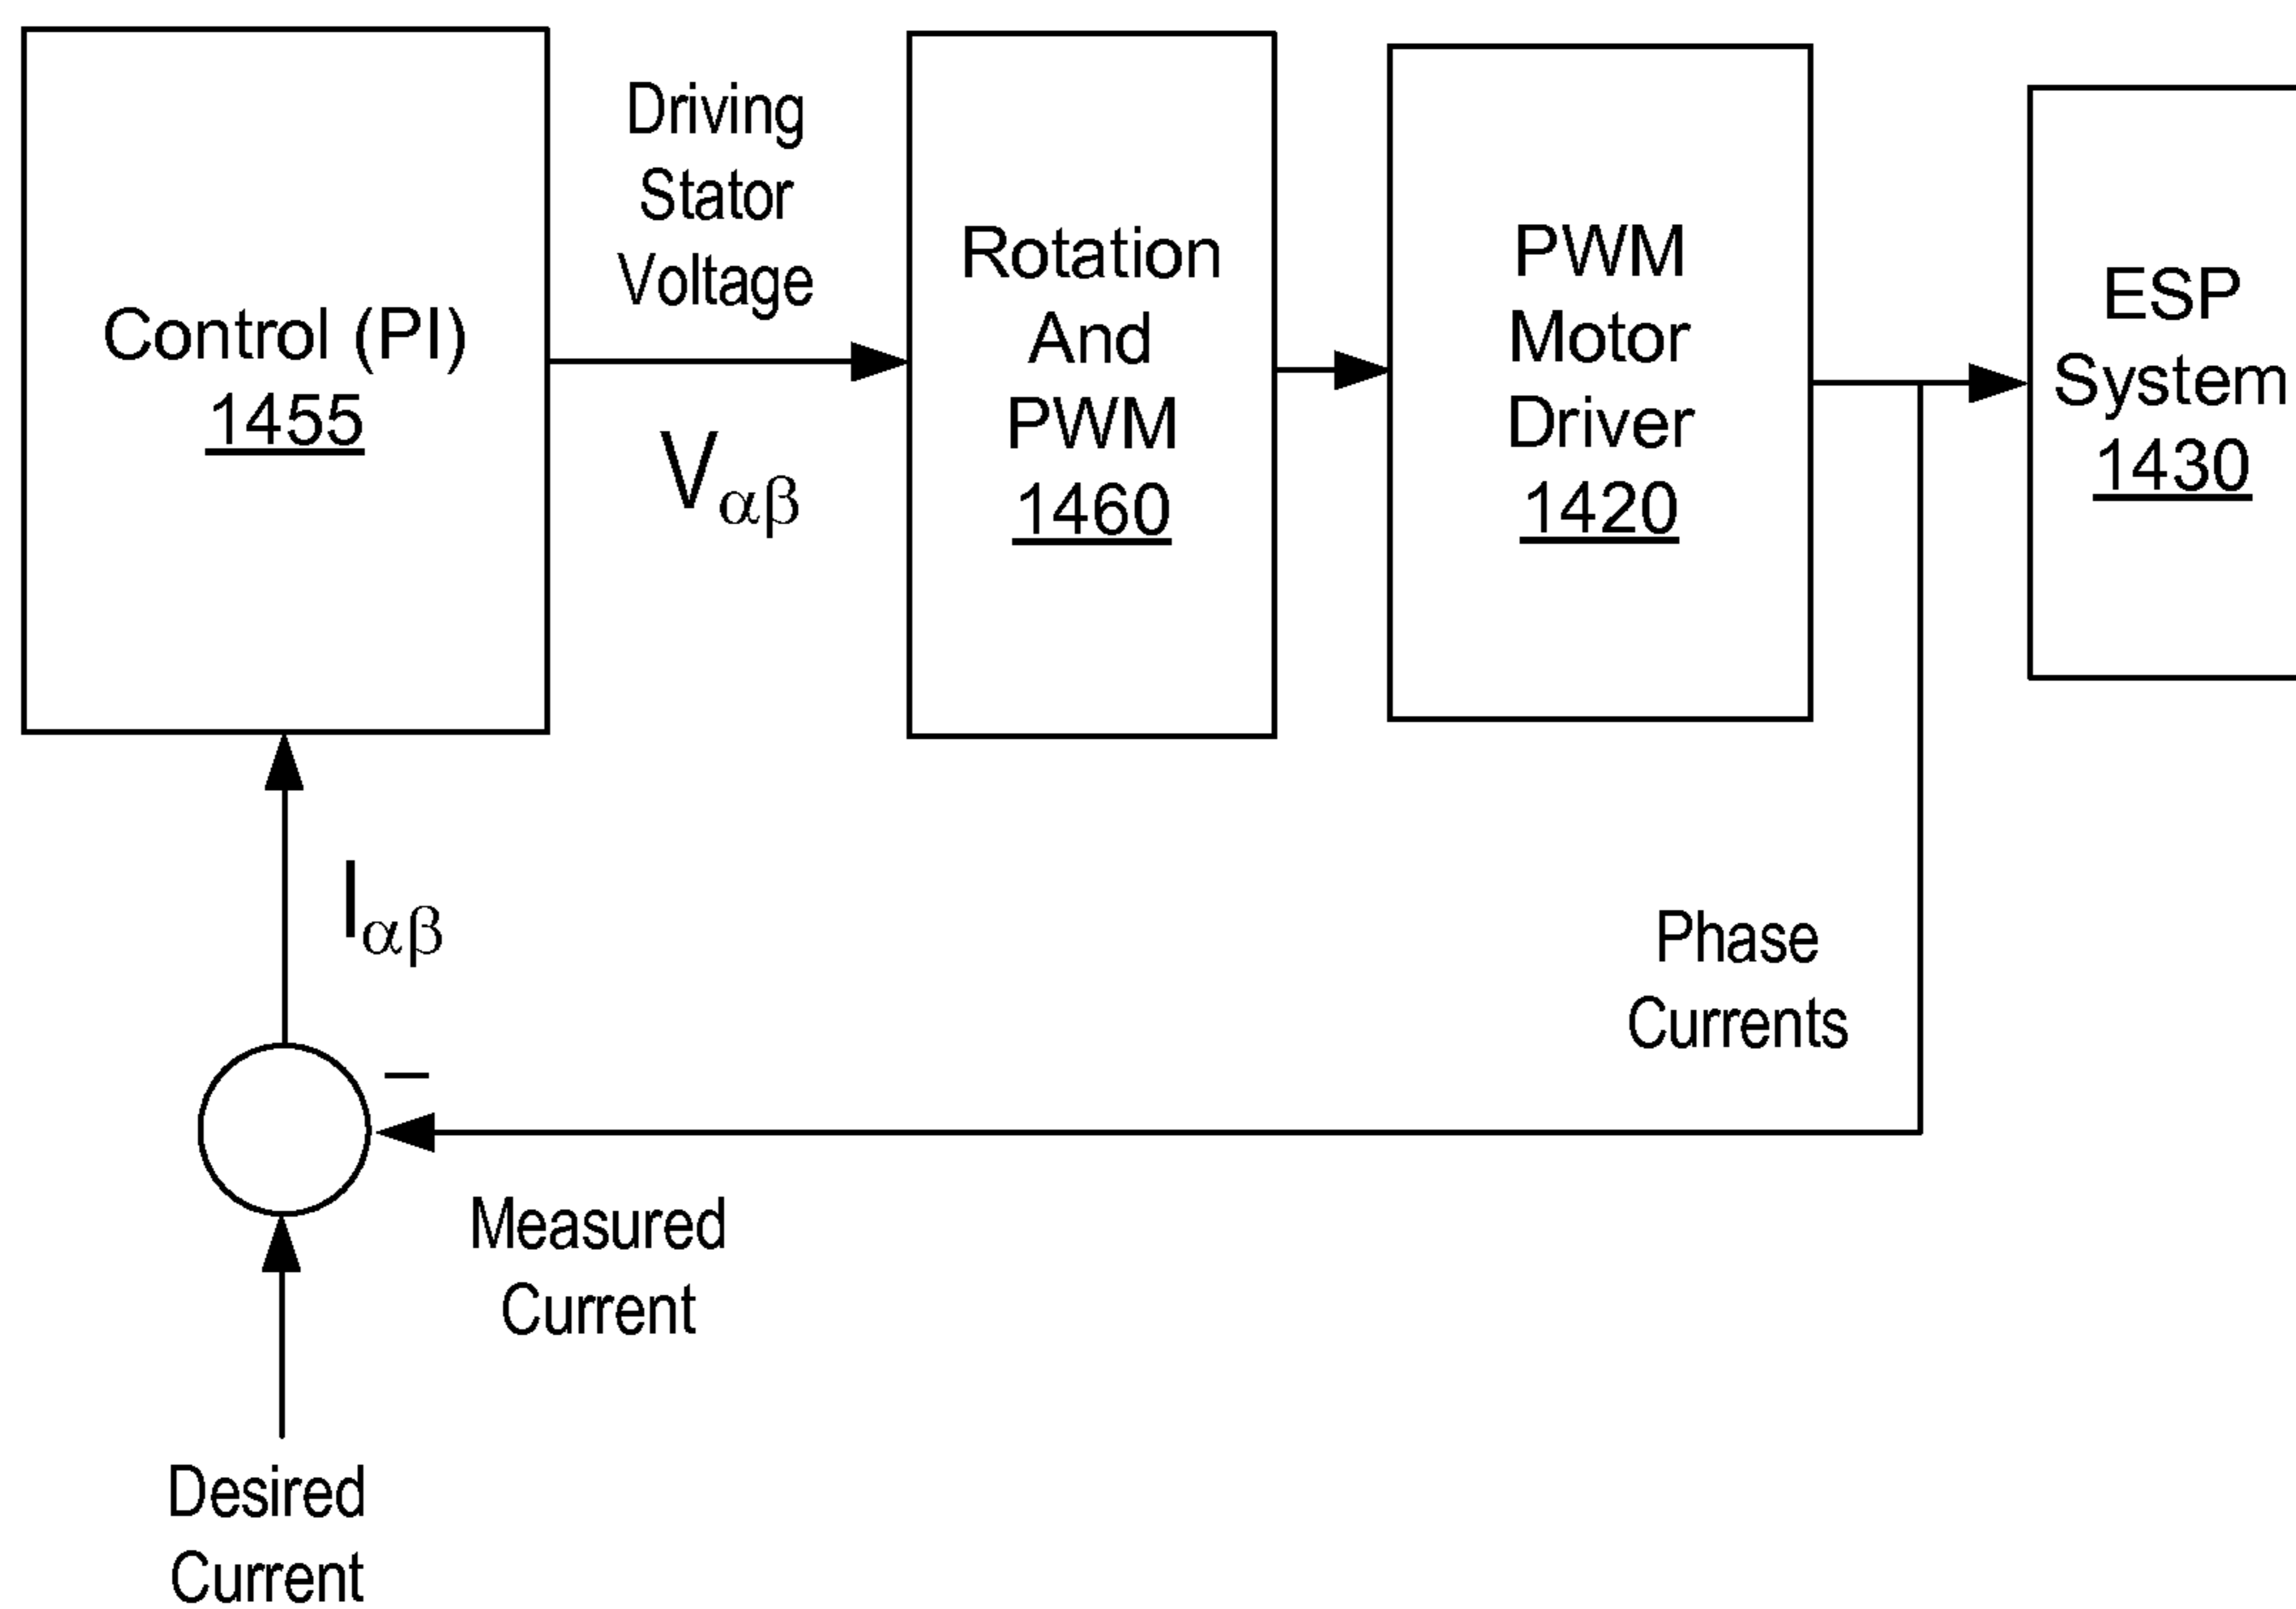 Control (PI)
1455
Driving
Stator
Voltage
Vαβ
Rotation
And
PWM
1460
PWM
Motor
Driver
1420
ESP
System
1430
Iαβ
Phase
Currents
–
Measured
Current
Desired
Current